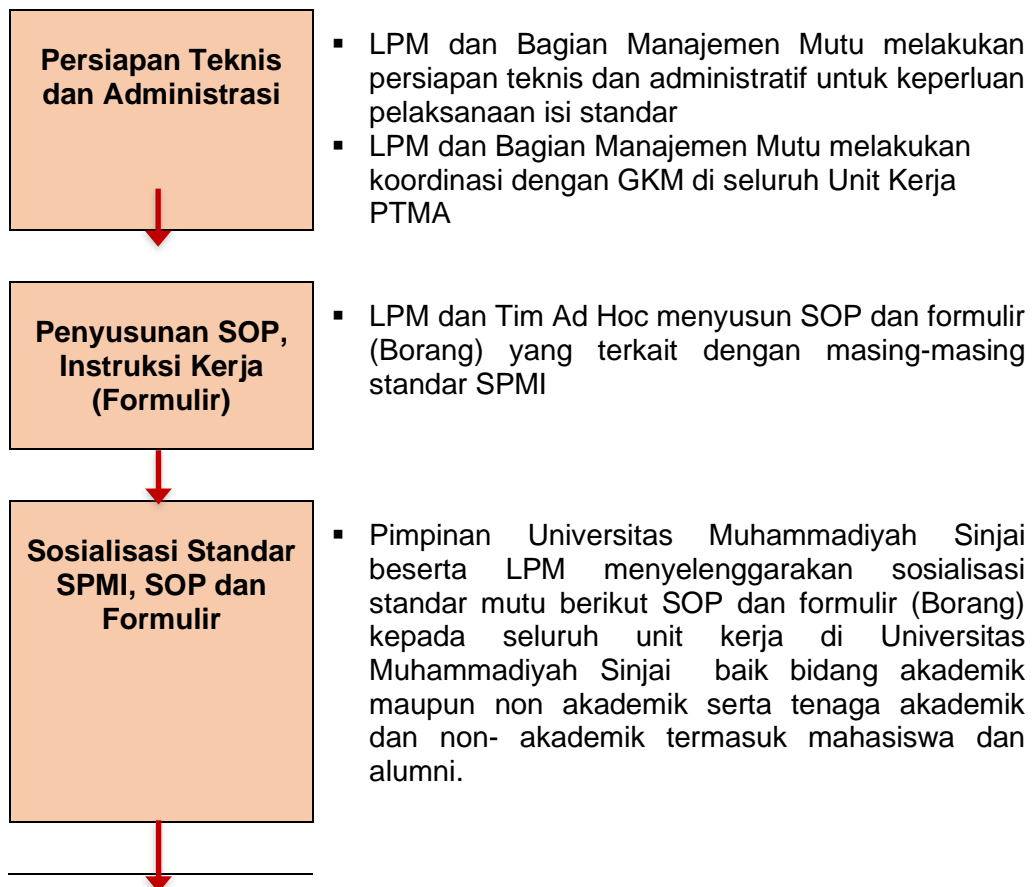 Persiapan Teknis
dan Administrasi
▪ LPM dan Bagian Manajemen Mutu melakukan
persiapan teknis dan administratif untuk keperluan
pelaksanaan isi standar
▪ LPM dan Bagian Manajemen Mutu melakukan
koordinasi dengan GKM di seluruh Unit Kerja
PTMA
Penyusunan SOP,
Instruksi Kerja
(Formulir)
▪ LPM dan Tim Ad Hoc menyusun SOP dan formulir
(Borang) yang terkait dengan masing-masing
standar SPMI
Sosialisasi Standar
SPMI, SOP dan
Formulir
▪ Pimpinan Universitas Muhammadiyah Sinjai
beserta LPM menyelenggarakan sosialisasi
standar mutu berikut SOP dan formulir (Borang)
kepada seluruh unit kerja di Universitas
Muhammadiyah Sinjai baik bidang akademik
maupun non akademik serta tenaga akademik
dan non- akademik termasuk mahasiswa dan
alumni.